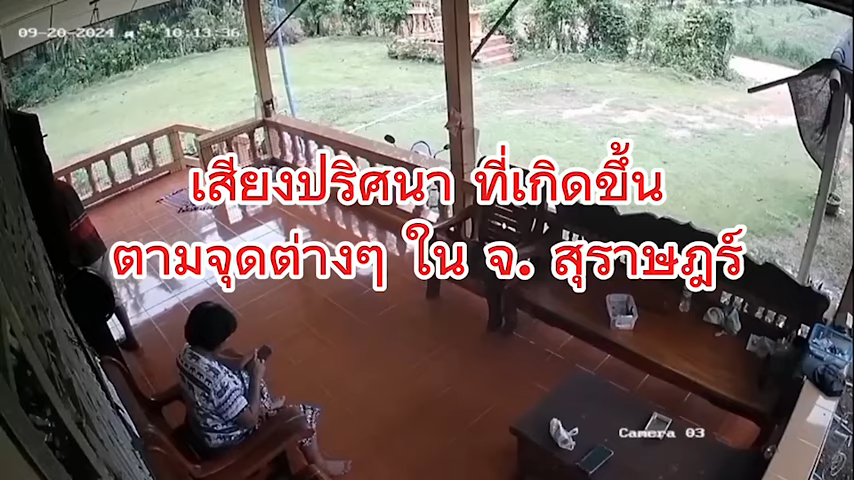 09-20-2024 ศ. 10:13:36
เสียงปริศนา ที่เกิดขึ้น
ตามจุดต่างๆ ใน จ. สุราษฎร์
Camera 03